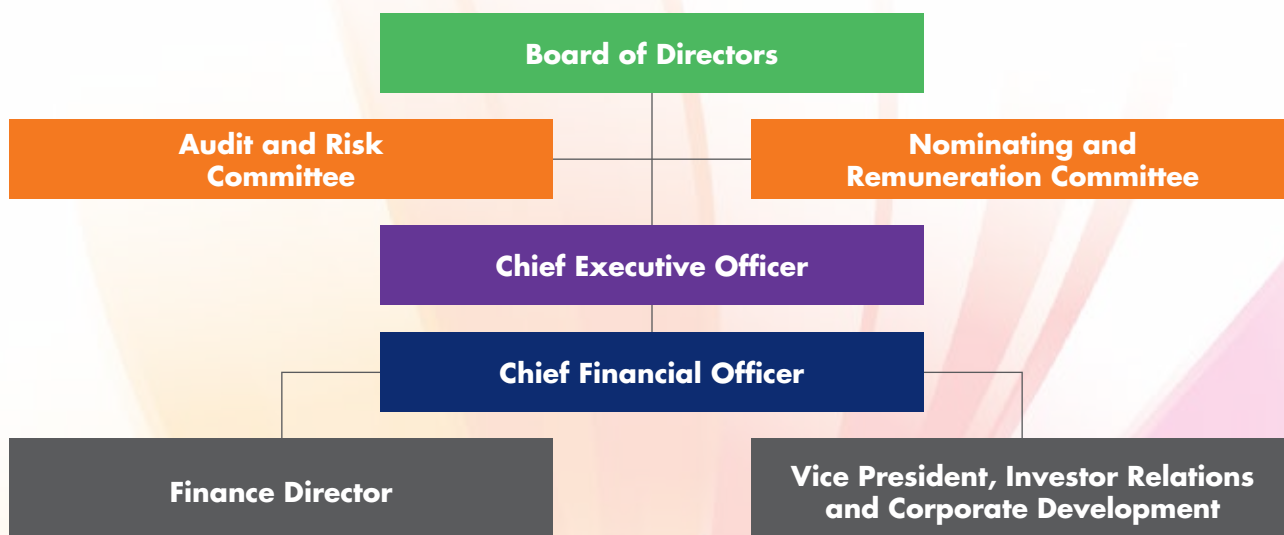 Board of Directors
Audit and Risk
Committee
Nominating and
Remuneration Committee
Chief Executive Officer
Chief Financial Officer
Finance Director
Vice President, Investor Relations
and Corporate Development